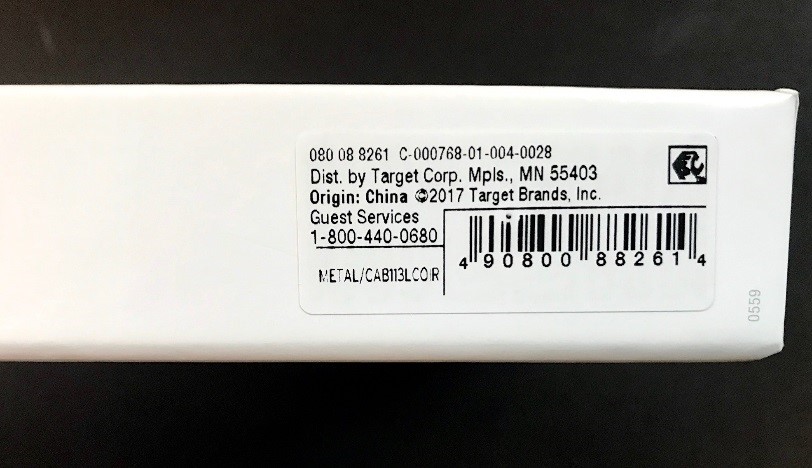 080 08 8261 C-000768-01-004-0028
Dist. by Target Corp. Mpls., MN 55403
Origin: China ©2017 Target Brands, Inc.
Guest Services
1-800-440-0680
METAL/CAB113LCOIR
4 90800 88261 4
0559